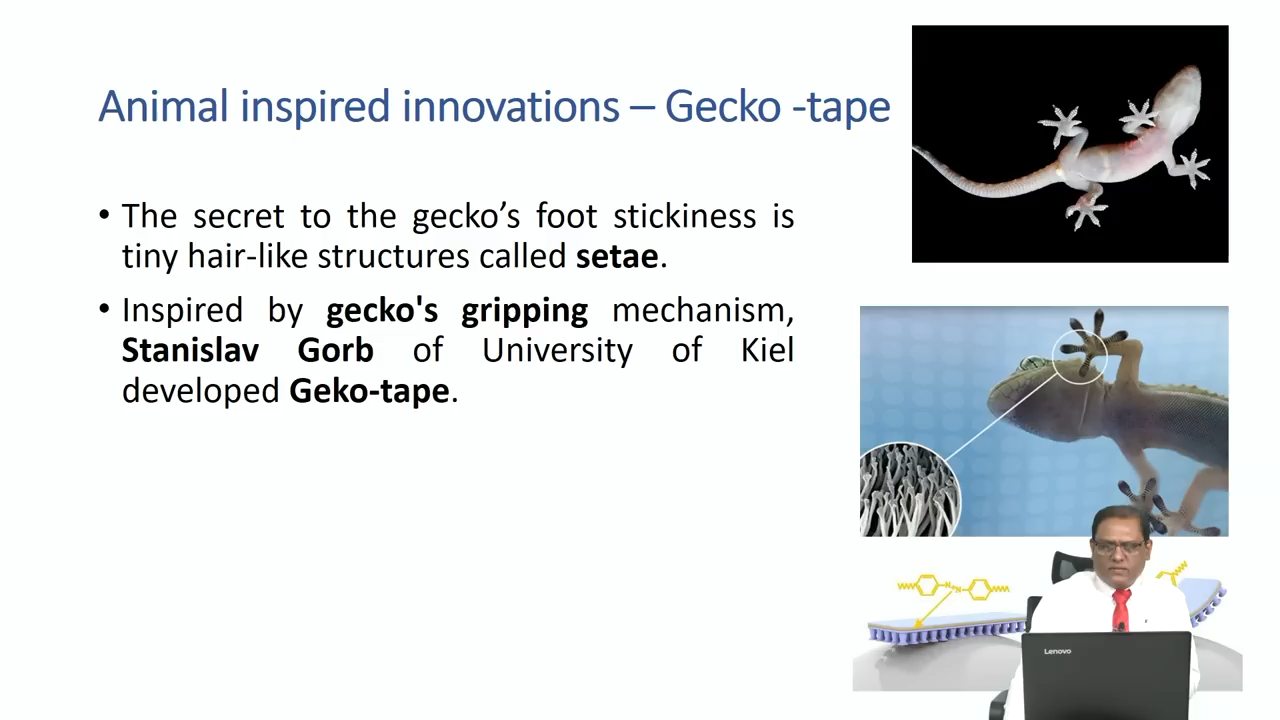 Animal inspired innovations – Gecko -tape
• The secret to the gecko’s foot stickiness is
tiny hair-like structures called setae.
• Inspired by gecko's gripping mechanism,
Stanislav Gorb of University of Kiel
developed Geko-tape.
N
N
Lenovo